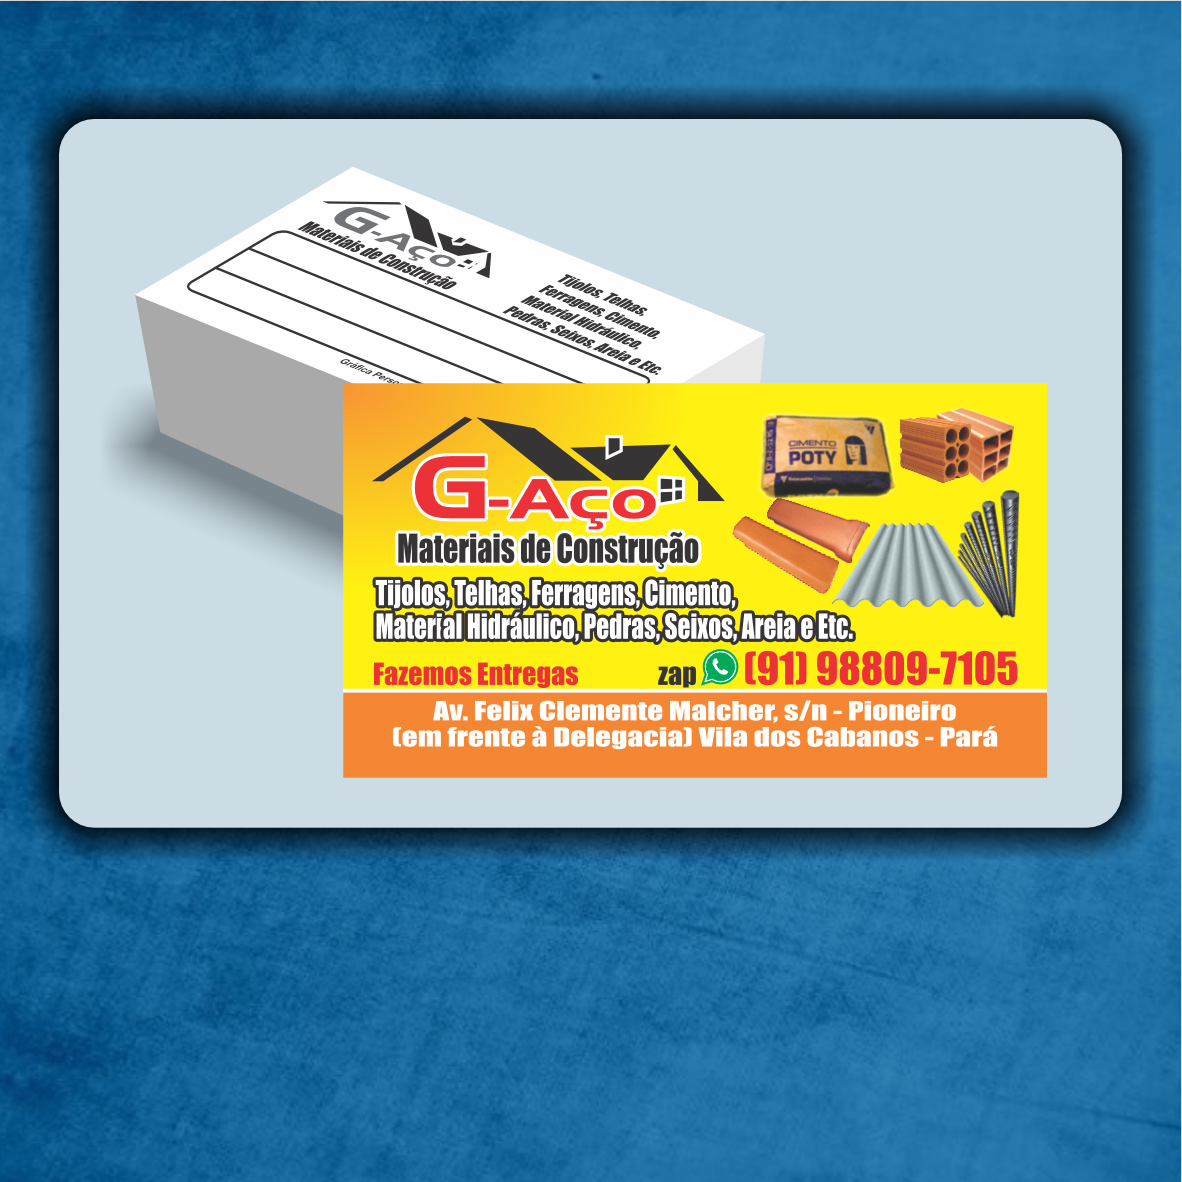 G-Aço
Materiais de Construção
Tijolos, Telhas,
Ferragens, Cimento,
Material Hidráulico,
Pedras, Seixos, Areia e Etc.
Gráfica
G-Aço
Materiais de Construção
CIMENTO
POTY
Tijolos, Telhas, Ferragens, Cimento,
Material Hidráulico, Pedras, Seixos, Areia e Etc.
Fazemos Entregas
zap (91) 98809-7105
Av. Felix Clemente Malcher, s/n - Pioneiro
(em frente à Delegacia) Vila dos Cabanos - Pará